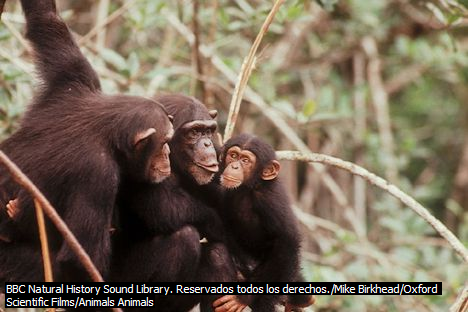 BBC Natural History Sound Library. Reservados todos los derechos./Mike Birkhead/Oxford
Scientific Films/Animals Animals